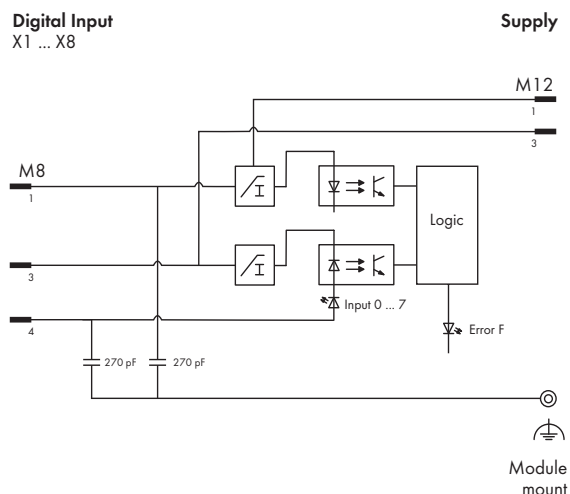 Digital Input
X1 ... X8
Supply
M12
1
3
M8
1
I
Logic
3
I
4
Input 0 ... 7
Error F
270 pF
270 pF
Module
mount